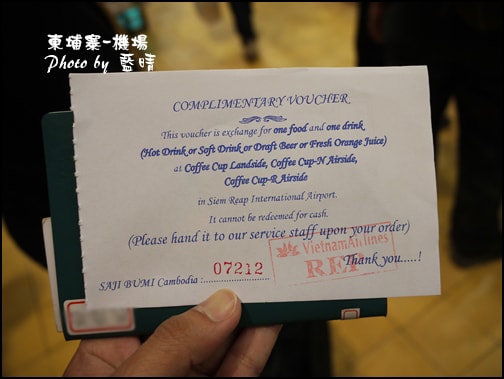 柬埔寨-機場
Photo by 藍晴
COMPLIMENTARY VOUCHER
This voucher is exchange for one food and one drink
(Hot Drink or Soft Drink or Draft Beer or Fresh Orange Juice)
at Coffee Cup Landside, Coffee Cup-N Airside,
Coffee Cup-R Airside
in Siem Reap International Airport.
It cannot be redeemed for cash.
(Please hand it to our service staff upon your order)
VietnamAirlines
REP
Thank you.....!
SAJI BUMI Cambodia :
07212